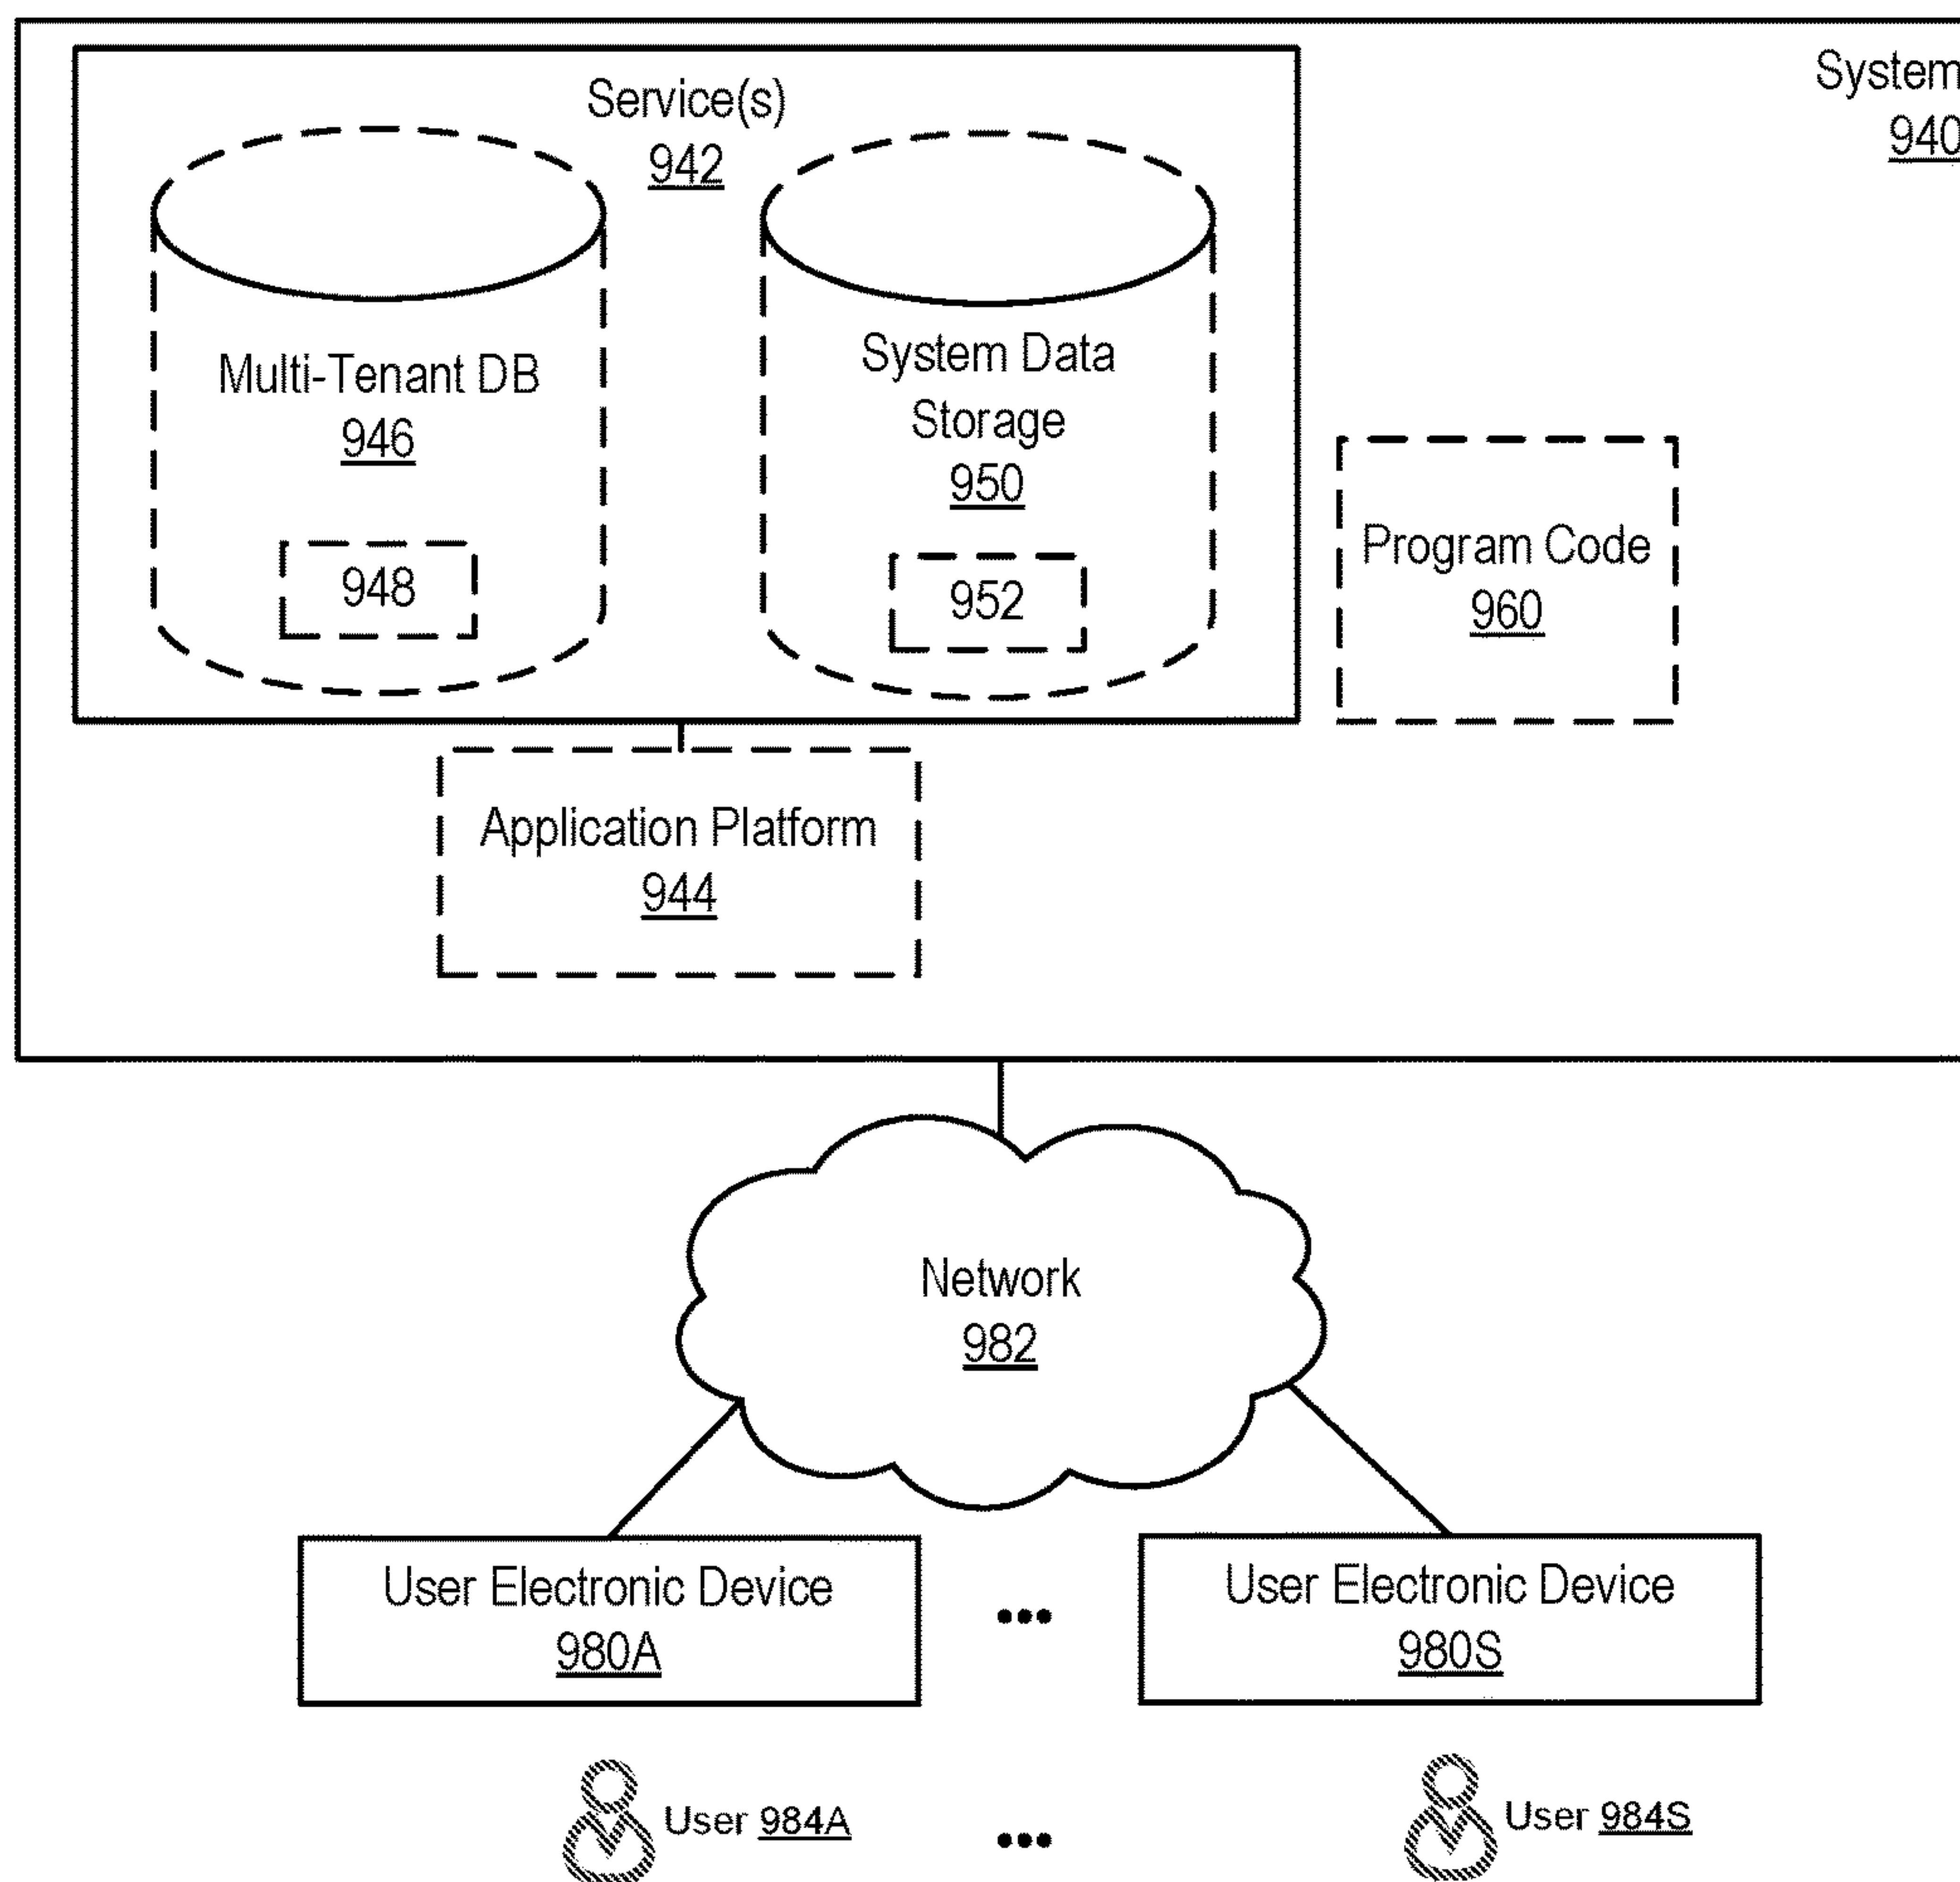 Service(s)
942
System
940
Multi-Tenant DB
946
948
System Data
Storage
950
952
Program Code
960
Application Platform
944
Network
982
User Electronic Device
980A
...
User Electronic Device
980S
User 984A
...
User 984S